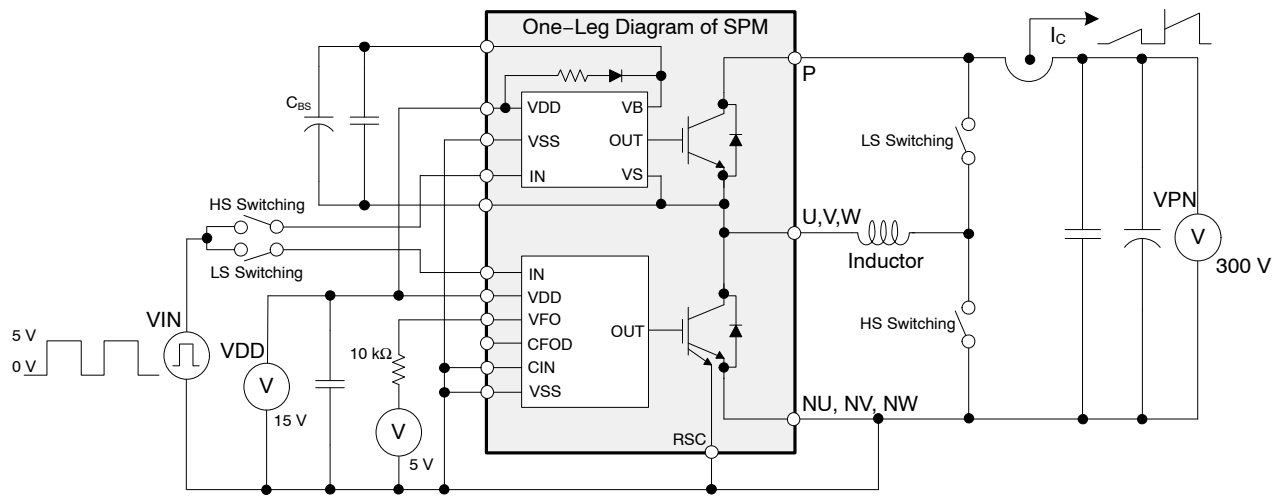 One−Leg Diagram of SPM
I_C
P
C_BS
VDD
VB
VSS
OUT
LS Switching
IN
VS
HS Switching
U,V,W
VPN
V
300 V
Inductor
LS Switching
IN
VDD
VIN
VFO
OUT
HS Switching
5 V
0 V
VDD
10 kΩ
CFOD
CIN
V
15 V
VSS
NU, NV, NW
V
RSC
5 V